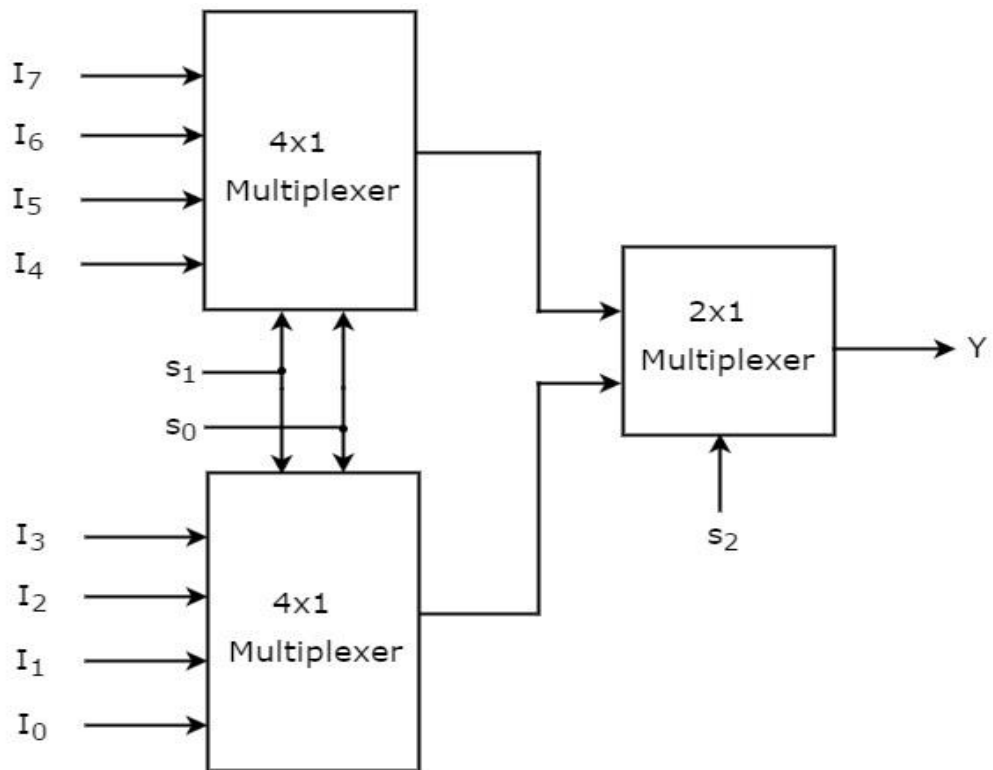 I7
I6
I5
I4
4x1
Multiplexer
s1
s0
2x1
Multiplexer
Y
s2
I3
I2
I1
I0
4x1
Multiplexer